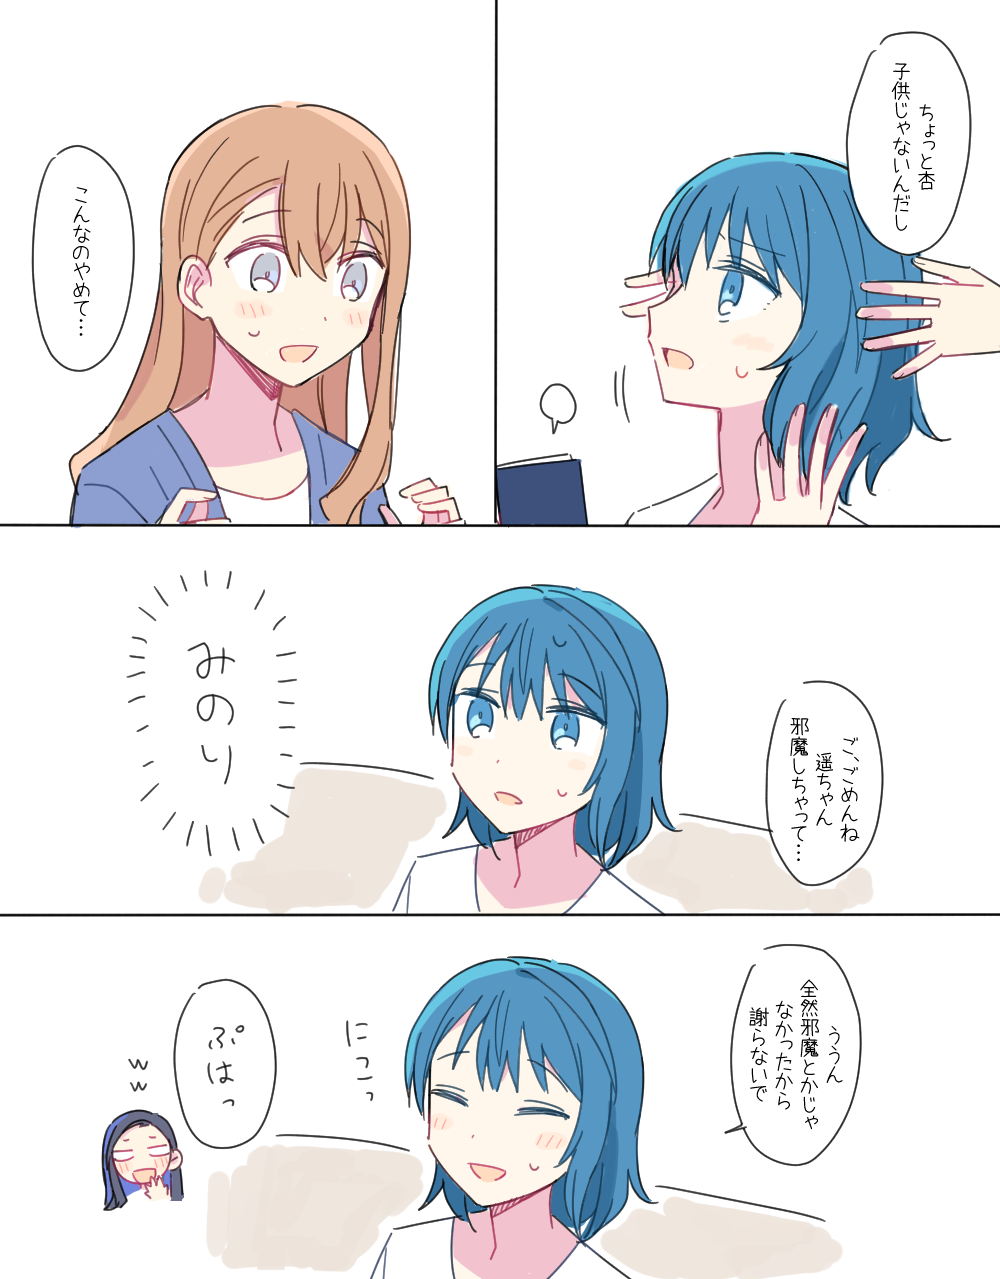 ちょっと杏
子供じゃないんだし
こんなのやめて…
ご、ごめんね
遥ちゃん
邪魔しちゃって…
みのり
ううん
全然邪魔とかじゃ
なかったから
謝らないで
にこっ
ぷはっ
ww